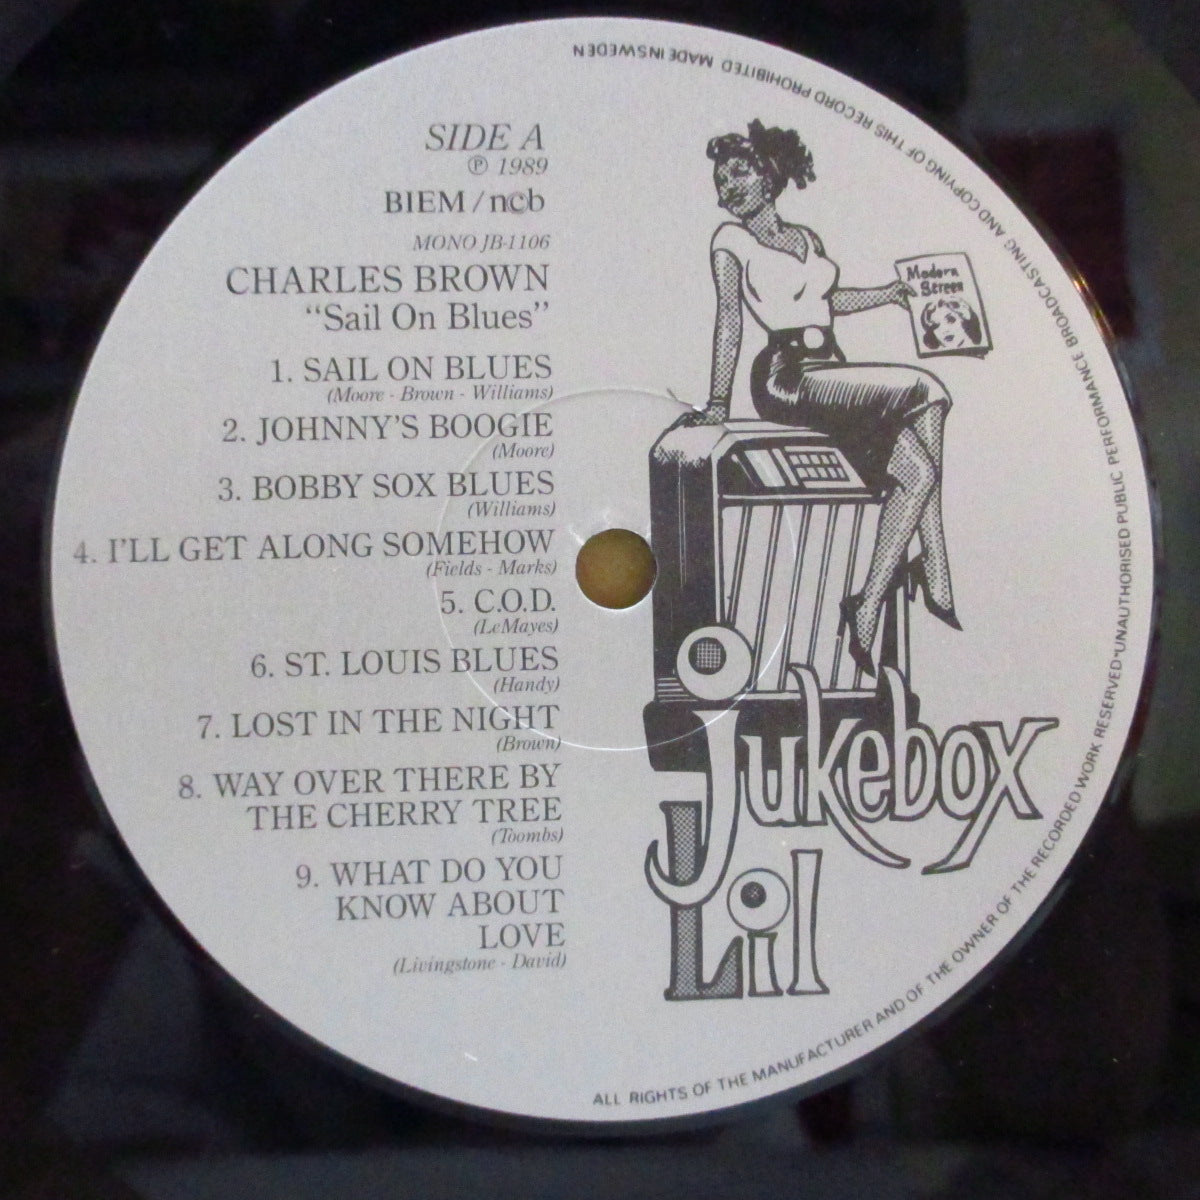 SIDE A
℗ 1989
BIEM / ncb
MONO JB-1106
CHARLES BROWN
“Sail On Blues”
1. SAIL ON BLUES
(Moore - Brown - Williams)
2. JOHNNY'S BOOGIE
(Moore)
3. BOBBY SOX BLUES
(Williams)
4. I'LL GET ALONG SOMEHOW
(Fields - Marks)
5. C.O.D.
(LeMayes)
6. ST. LOUIS BLUES
(Handy)
7. LOST IN THE NIGHT
(Brown)
8. WAY OVER THERE BY
THE CHERRY TREE
(Toombs)
9. WHAT DO YOU
KNOW ABOUT
LOVE
(Livingstone - David)
Modern
Screen
Jukebox
Lil
ALL RIGHTS OF THE MANUFACTURER AND OF THE OWNER OF THE RECORDED WORK RESERVED "UNAUTHORISED PUBLIC PERFORMANCE BROADCASTING AND COPYING OF THIS RECORD PROHIBITED MADE IN SWEDEN